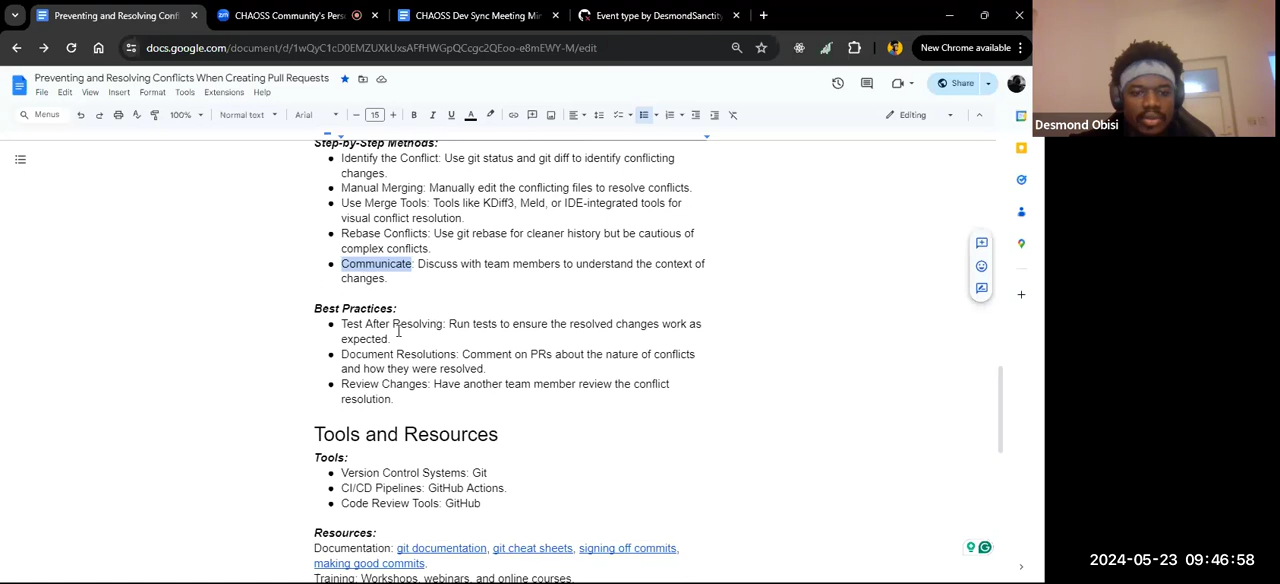 Preventing and Resolving Confl
CHAOSS Community's Pers
CHAOSS Dev Sync Meeting Min
Event type by DesmondSanctity
docs.google.com/document/d/1wQyC1cD0EMZUXkUxsAFfHWGpQCcgc2QEoo-e8mEWY-M/edit
New Chrome available
Preventing and Resolving Conflicts When Creating Pull Requests
File Edit View Insert Format Tools Extensions Help
Share
Menus 100% Normal text Arial 15 B I U A Editing
Desmond Obisi
Step-by-Step Methods:
Identify the Conflict: Use git status and git diff to identify conflicting
changes.
Manual Merging: Manually edit the conflicting files to resolve conflicts.
Use Merge Tools: Tools like KDiff3, Meld, or IDE-integrated tools for
visual conflict resolution.
Rebase Conflicts: Use git rebase for cleaner history but be cautious of
complex conflicts.
Communicate: Discuss with team members to understand the context of
changes.
Best Practices:
Test After Resolving: Run tests to ensure the resolved changes work as
expected.
Document Resolutions: Comment on PRs about the nature of conflicts
and how they were resolved.
Review Changes: Have another team member review the conflict
resolution.
Tools and Resources
Tools:
Version Control Systems: Git
CI/CD Pipelines: GitHub Actions.
Code Review Tools: GitHub
Resources:
Documentation: git documentation, git cheat sheets, signing off commits,
making good commits.
Training: Workshops, webinars, and online courses.
2024-05-23 09:46:58